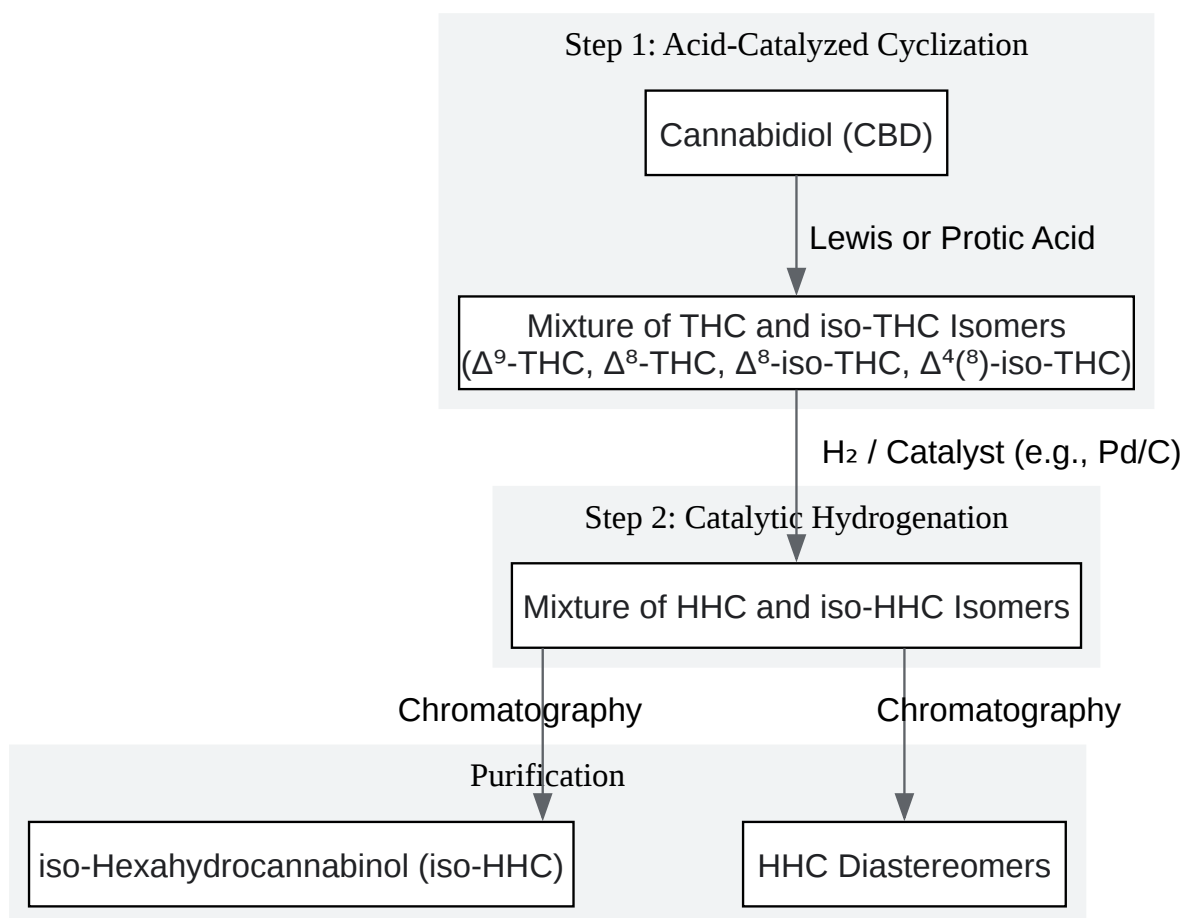 Step 1: Acid-Catalyzed Cyclization
Cannabidiol (CBD)
Lewis or Protic Acid
Mixture of THC and iso-THC Isomers
(Δ⁹-THC, Δ⁸-THC, Δ⁸-iso-THC, Δ⁴(⁸)-iso-THC)
H₂ / Catalyst (e.g., Pd/C)
Step 2: Catalytic Hydrogenation
Mixture of HHC and iso-HHC Isomers
Chromatography
Chromatography
Purification
iso-Hexahydrocannabinol (iso-HHC)
HHC Diastereomers